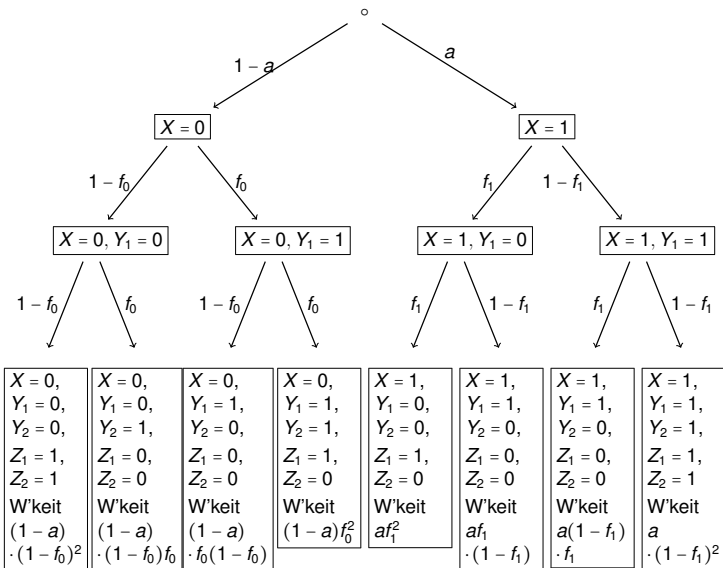 1 − a
a
X = 0
X = 1
1 − f₀
f₀
f₁
1 − f₁
X = 0, Y₁ = 0
X = 0, Y₁ = 1
X = 1, Y₁ = 0
X = 1, Y₁ = 1
1 − f₀
f₀
1 − f₀
f₀
f₁
1 − f₁
f₁
1 − f₁
X = 0,
Y₁ = 0,
Y₂ = 0,
Z₁ = 1,
Z₂ = 1
W'keit
(1 − a)
· (1 − f₀)²
X = 0,
Y₁ = 0,
Y₂ = 1,
Z₁ = 0,
Z₂ = 0
W'keit
(1 − a)
· (1 − f₀)f₀
X = 0,
Y₁ = 1,
Y₂ = 0,
Z₁ = 0,
Z₂ = 0
W'keit
(1 − a)
· f₀(1 − f₀)
X = 0,
Y₁ = 1,
Y₂ = 1,
Z₁ = 1,
Z₂ = 0
W'keit
(1 − a)f₀²
X = 1,
Y₁ = 0,
Y₂ = 0,
Z₁ = 1,
Z₂ = 0
W'keit
af₁²
X = 1,
Y₁ = 1,
Y₂ = 0,
Z₁ = 0,
Z₂ = 0
W'keit
af₁
· (1 − f₁)
X = 1,
Y₁ = 1,
Y₂ = 0,
Z₁ = 0,
Z₂ = 0
W'keit
a(1 − f₁)
· f₁
X = 1,
Y₁ = 1,
Y₂ = 1,
Z₁ = 1,
Z₂ = 1
W'keit
a
· (1 − f₁)²